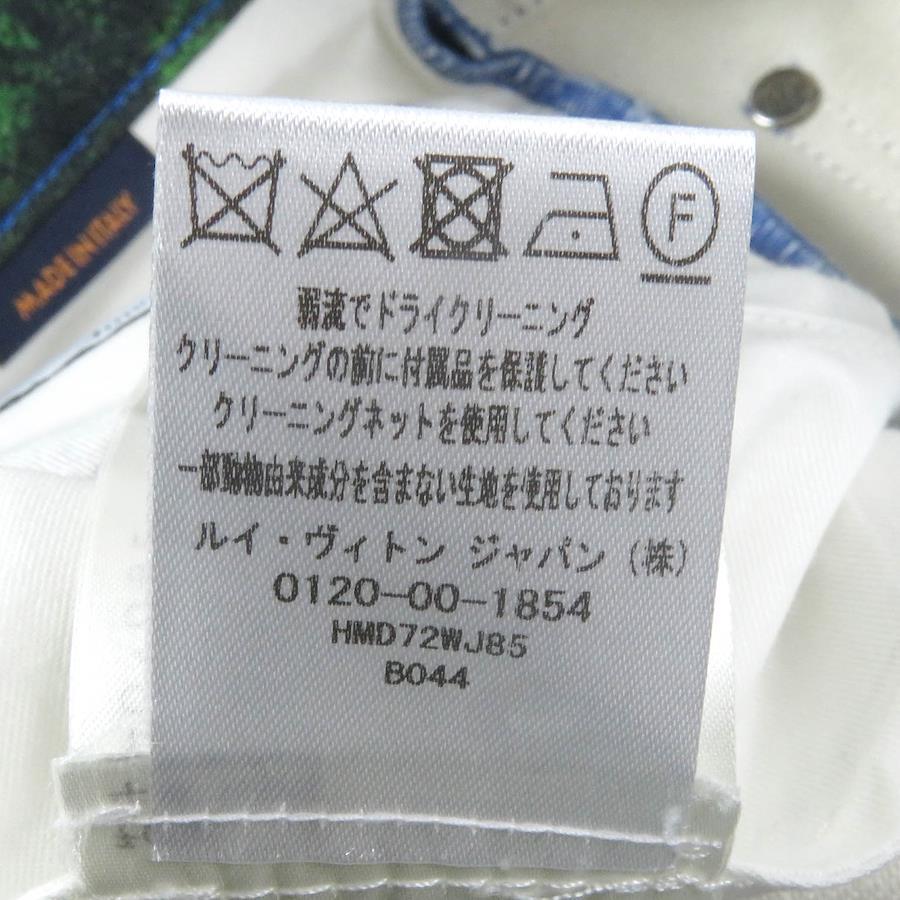 MADE IN ITALY
F
弱流でドライクリーニング
クリーニングの前に付属品を保護してください
クリーニングネットを使用してください
一部動物由来成分を含まない生地を使用しております
ルイ・ヴィトン ジャパン (株)
0120-00-1854
HMD72WJ85
B044